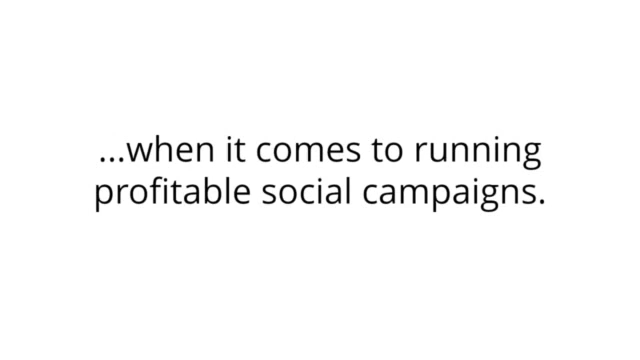 ...when it comes to running
profitable social campaigns.